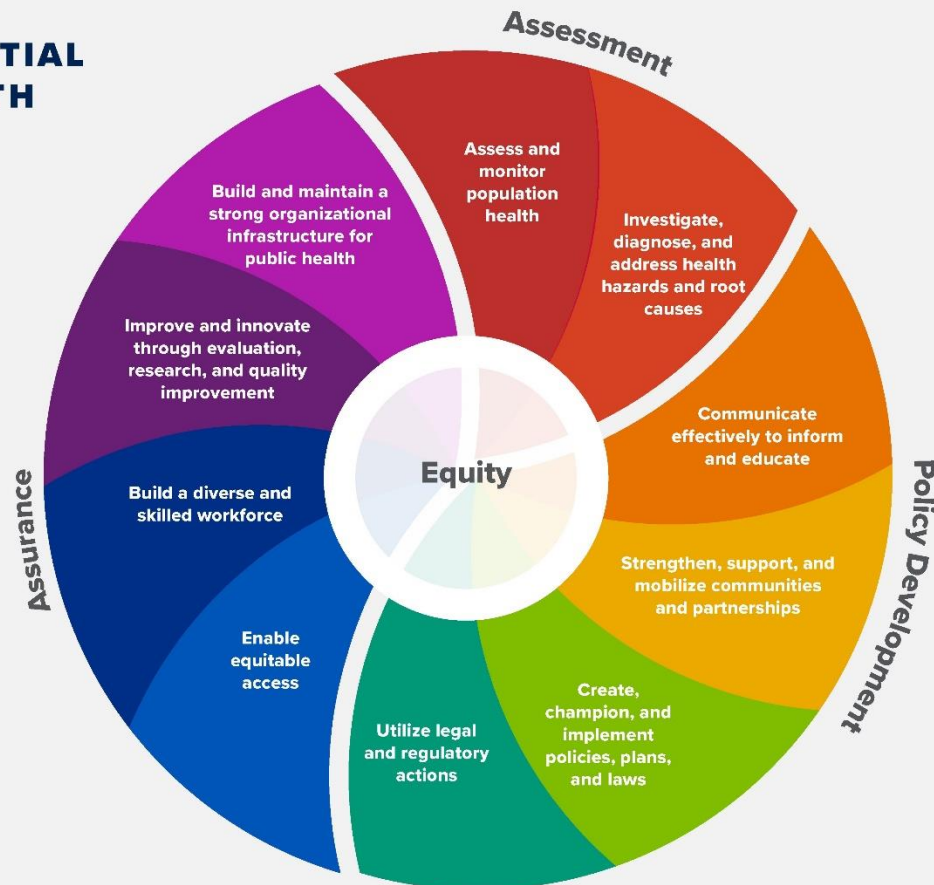 TIAL
TH
Assessment
Assess and
monitor
population
health
Investigate,
diagnose, and
address health
hazards and root
causes
Policy Development
Communicate
effectively to inform
and educate
Strengthen, support, and
mobilize communities
and partnerships
Create,
champion, and
implement
policies, plans,
and laws
Utilize legal
and regulatory
actions
Assurance
Enable
equitable
access
Build a diverse and
skilled workforce
Improve and innovate
through evaluation,
research, and quality
improvement
Build and maintain a
strong organizational
infrastructure for
public health
Equity